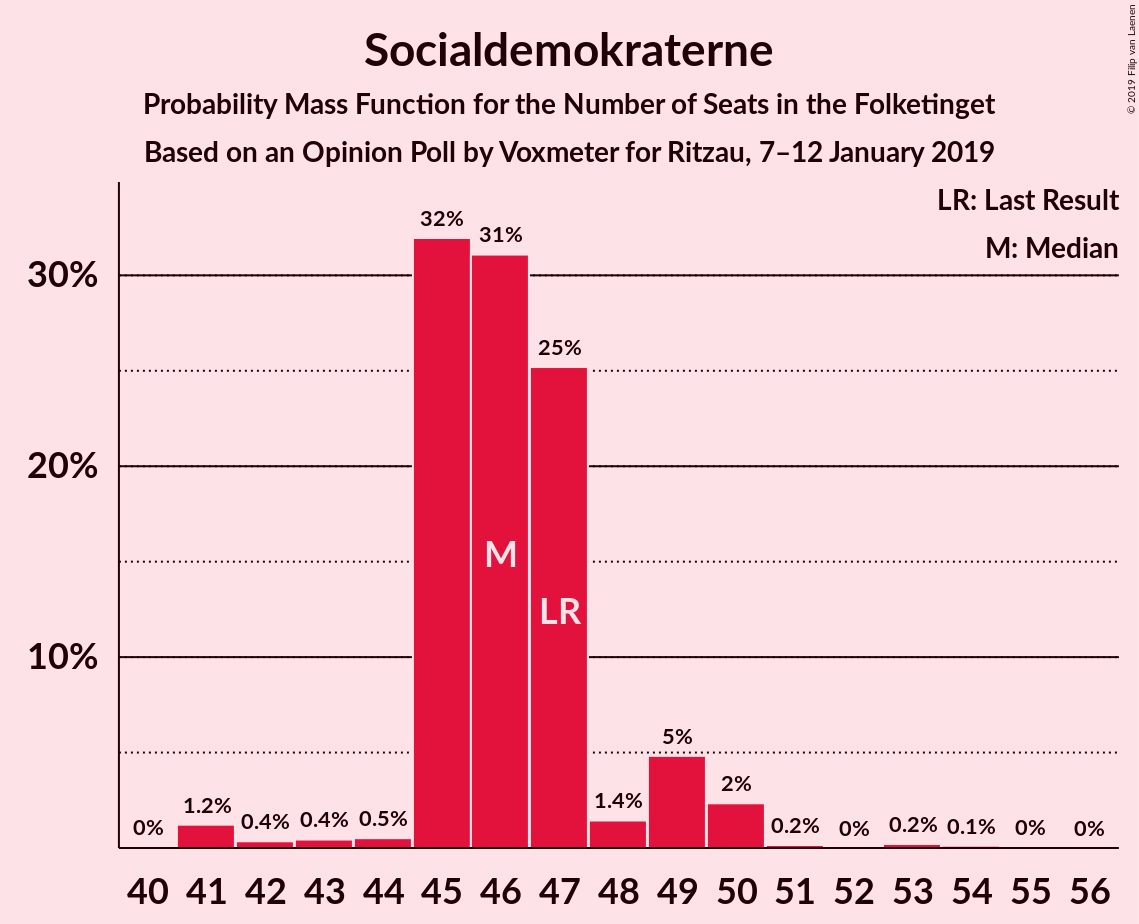 Socialdemokraterne
Probability Mass Function for the Number of Seats in the Folketinget
Based on an Opinion Poll by Voxmeter for Ritzau, 7–12 January 2019
© 2019 Filip van Laenen
LR: Last Result
M: Median
30%
20%
10%
0%
1.2%
0.4%
0.4%
0.5%
32%
31%
25%
1.4%
5%
2%
0.2%
0%
0.2%
0.1%
0%
0%
M
LR
40 41 42 43 44 45 46 47 48 49 50 51 52 53 54 55 56